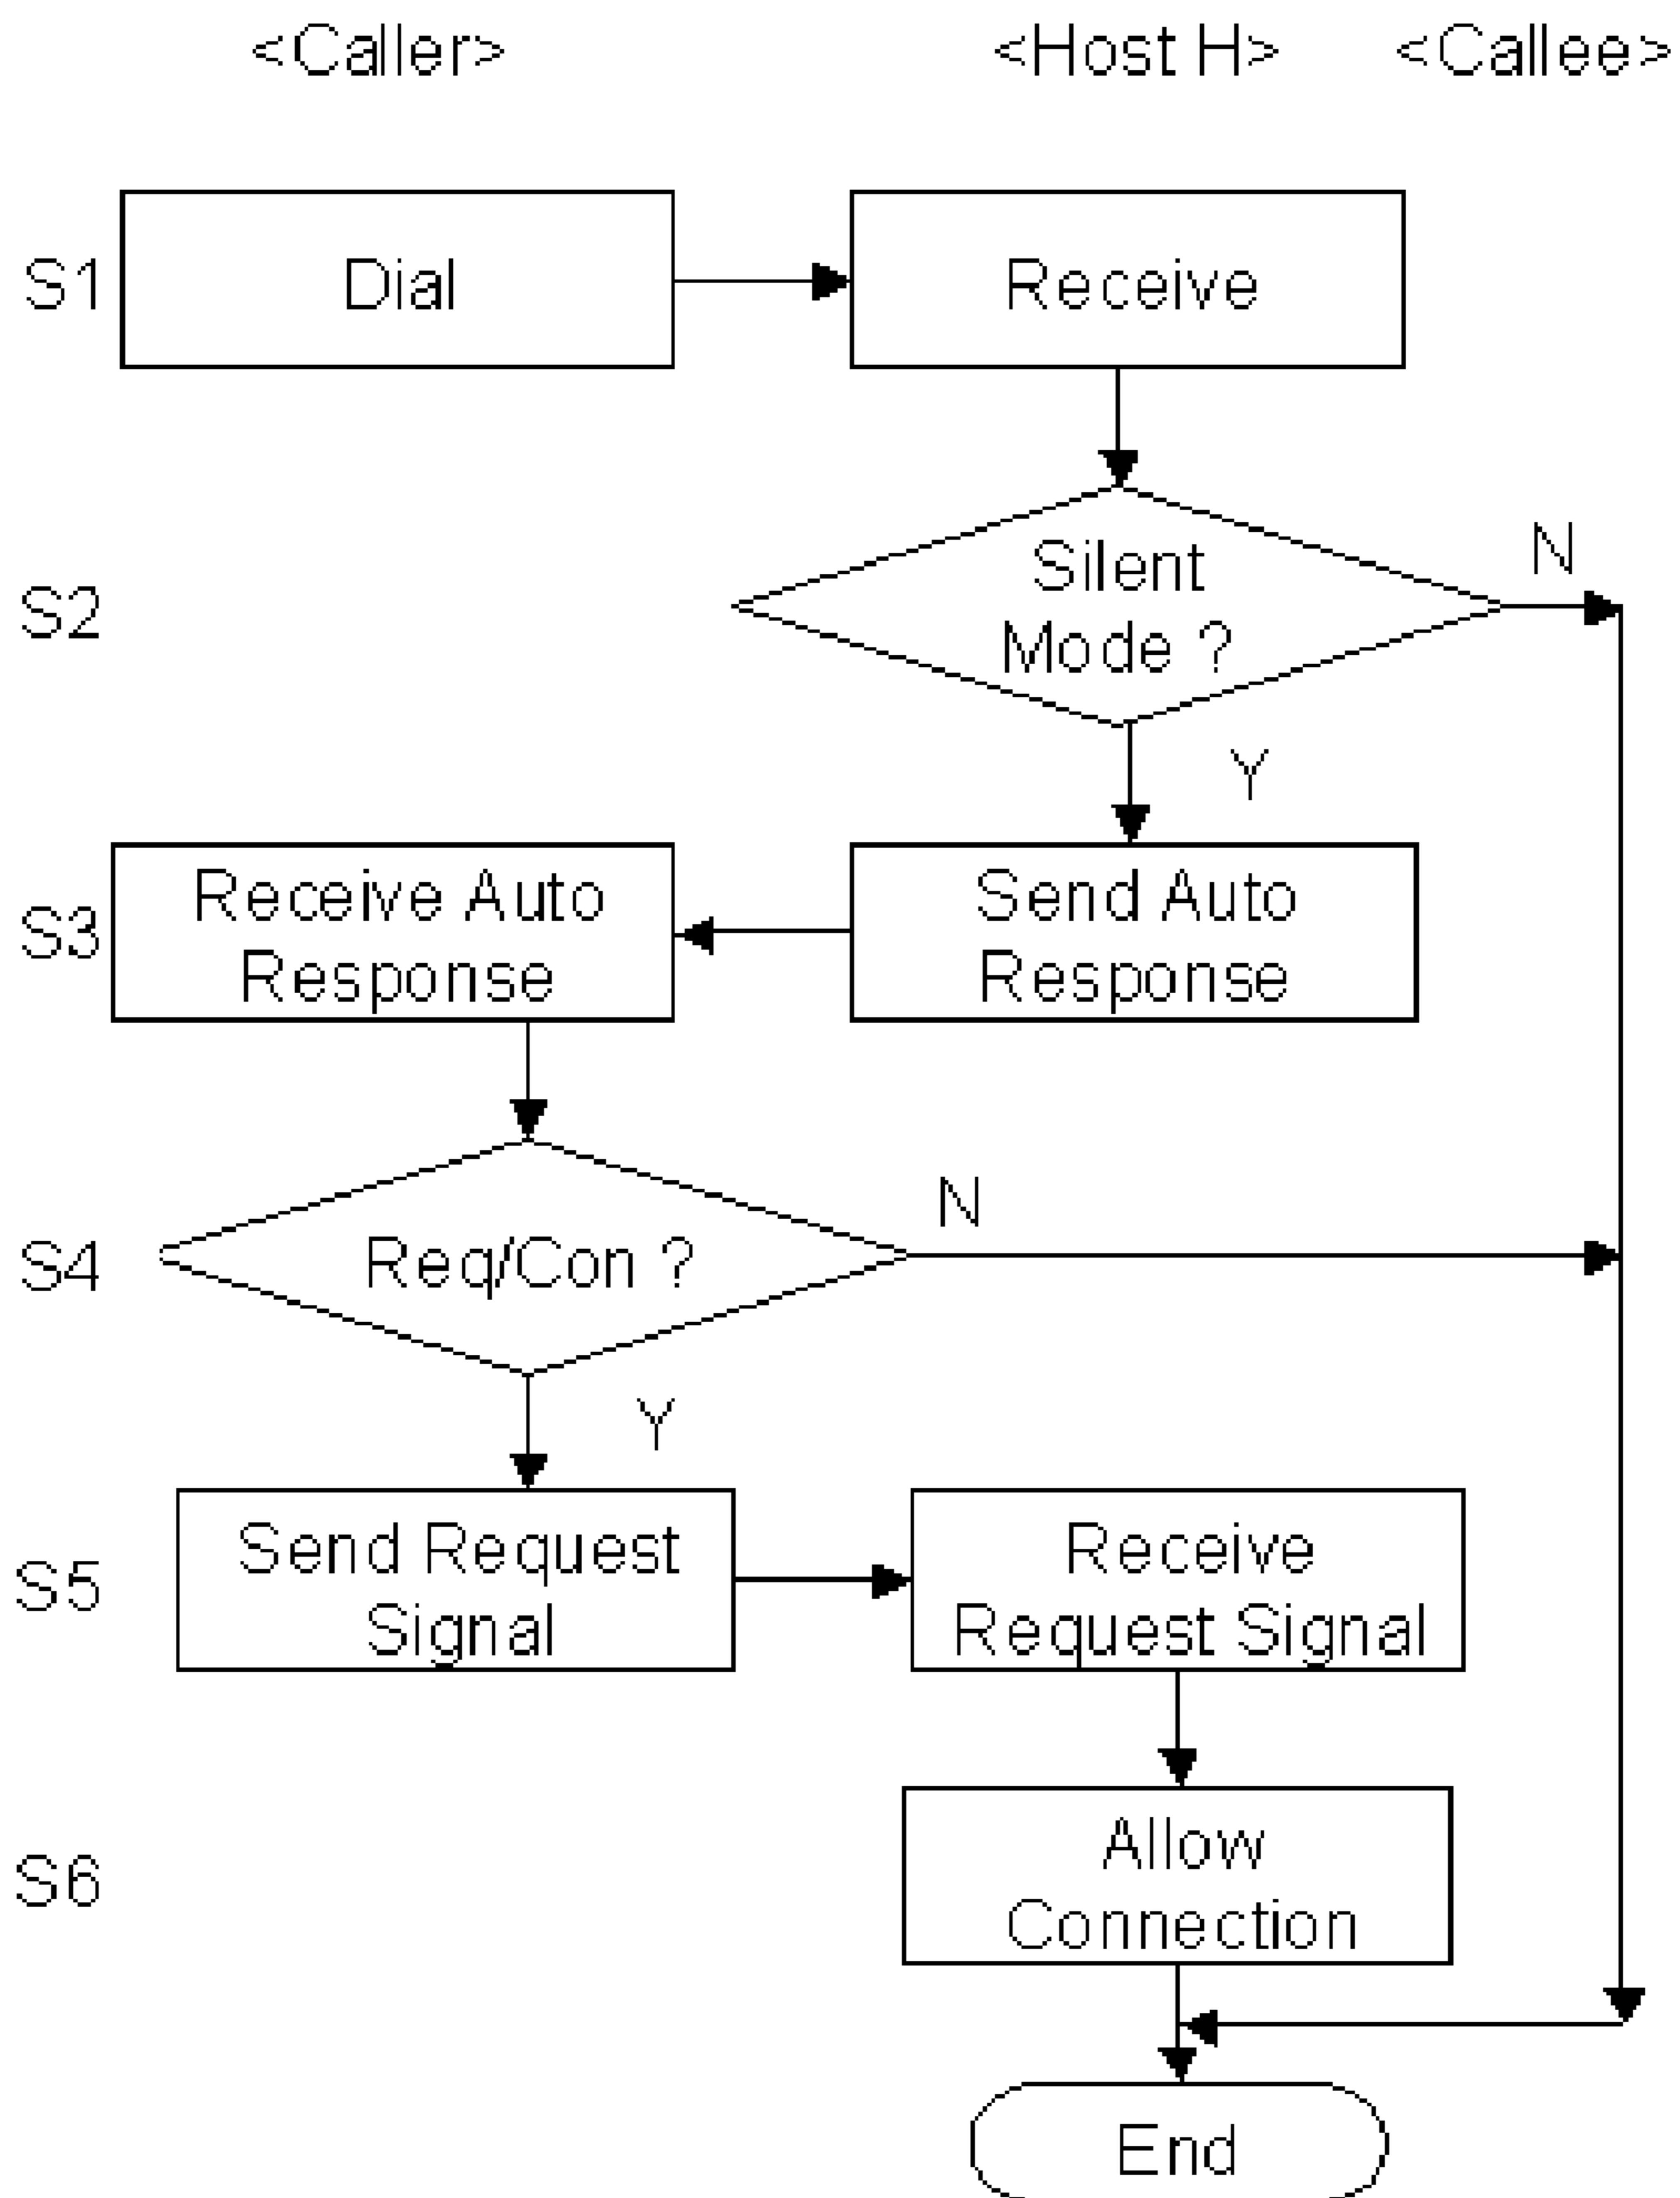 <Caller> <Host H> <Callee>
S1 Dial Receive
Silent
Mode ?
N
S2
Y
S3
Receive Auto
Response
Send Auto
Response
S4
Req/Con ?
N
Y
S5
Send Request
Signal
Receive
Request Signal
S6
Allow
Connection
End